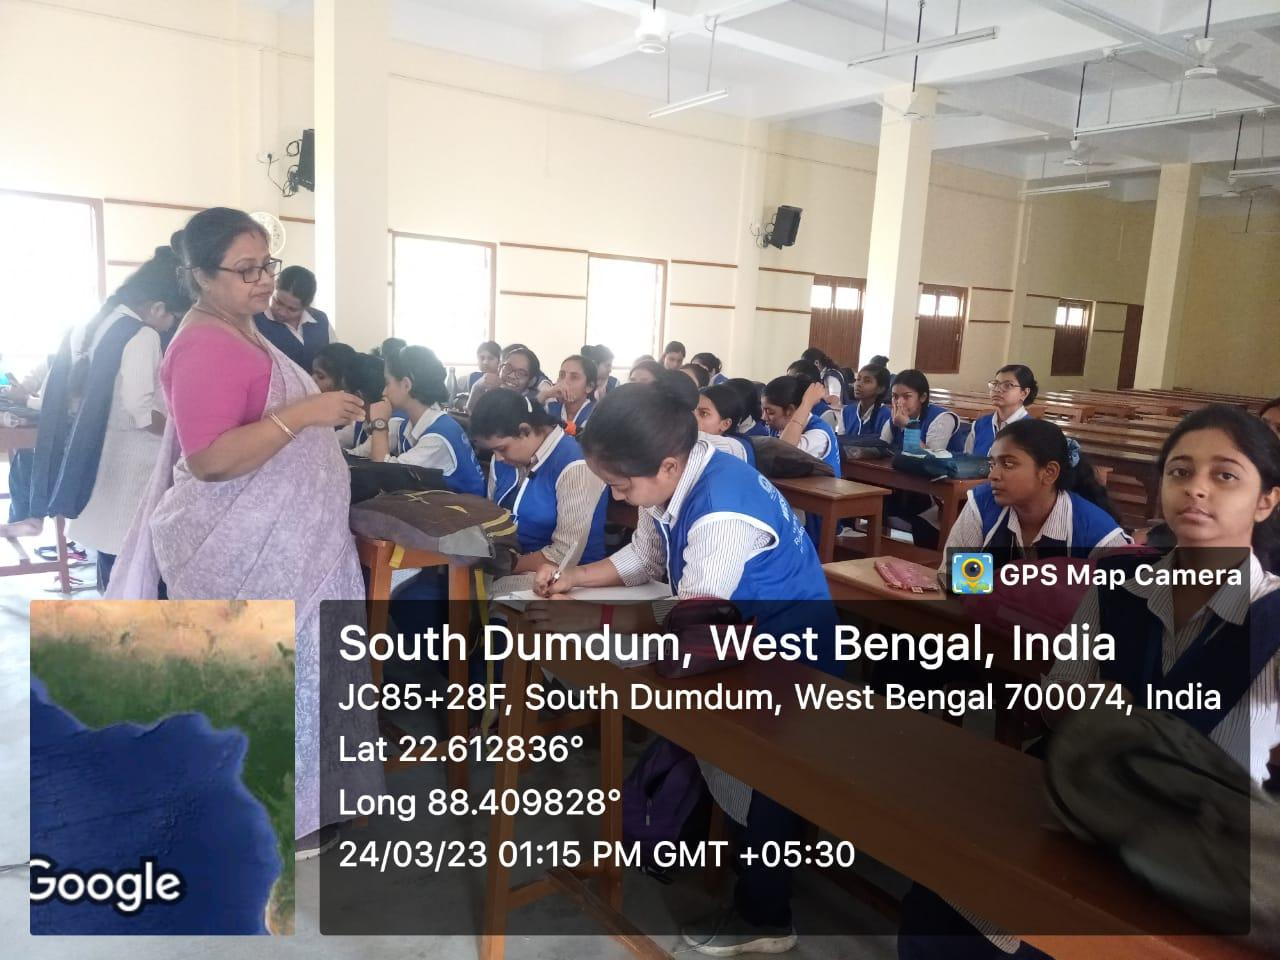 GPS Map Camera
South Dumdum, West Bengal, India
JC85+28F, South Dumdum, West Bengal 700074, India
Lat 22.612836°
Long 88.409828°
24/03/23 01:15 PM GMT +05:30
Google